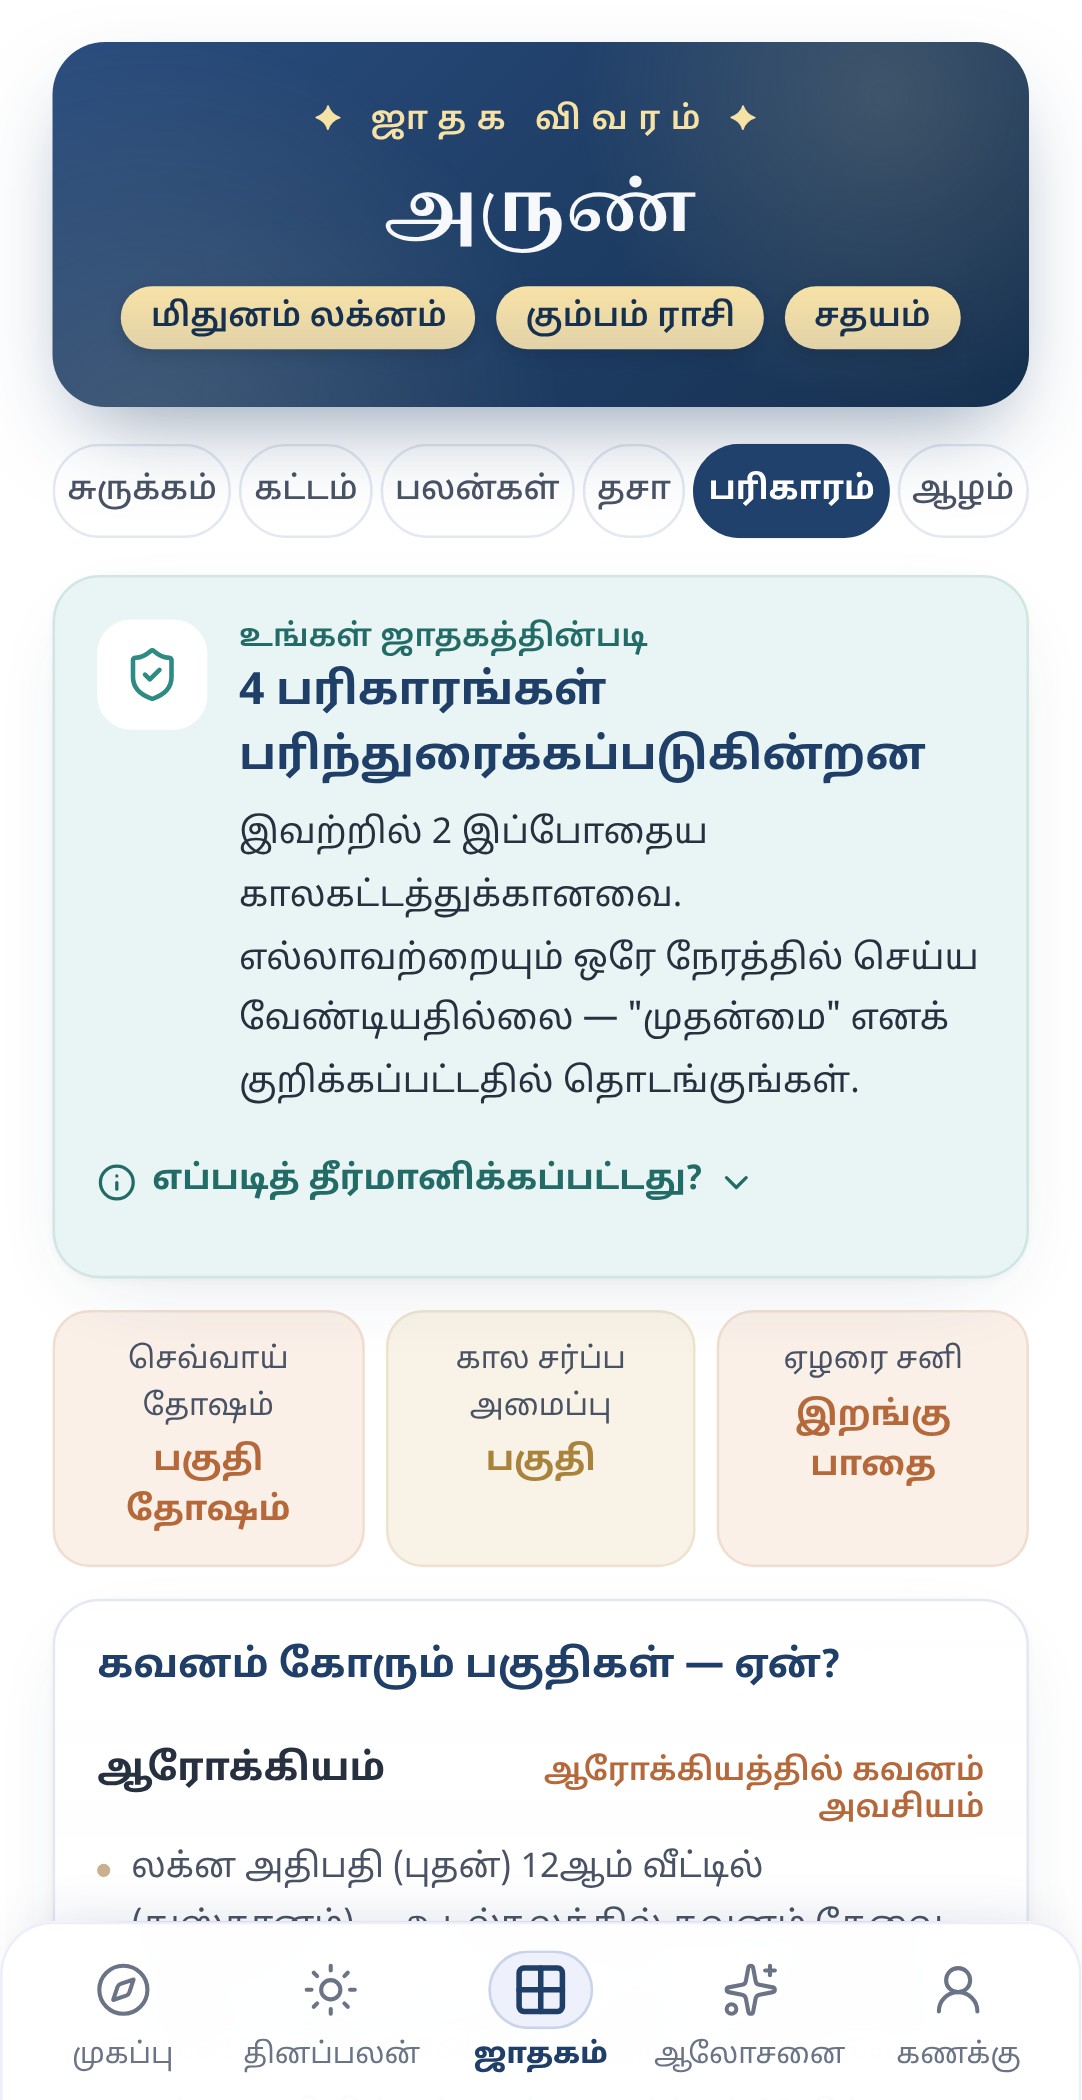 ✦ ஜாதக விவரம் ✦
அருண்
மிதுனம் லக்னம் கும்பம் ராசி சதயம்
சுருக்கம் கட்டம் பலன்கள் தசா பரிகாரம் ஆழம்
உங்கள் ஜாதகத்தின்படி
4 பரிகாரங்கள்
பரிந்துரைக்கப்படுகின்றன
இவற்றில் 2 இப்போதைய
காலகட்டத்துக்கானவை.
எல்லாவற்றையும் ஒரே நேரத்தில் செய்ய
வேண்டியதில்லை — "முதன்மை" எனக்
குறிக்கப்பட்டதில் தொடங்குங்கள்.
எப்படித் தீர்மானிக்கப்பட்டது?
செவ்வாய்
தோஷம்
பகுதி
தோஷம்
கால சர்ப்ப
அமைப்பு
பகுதி
ஏழரை சனி
இறங்கு
பாதை
கவனம் கோரும் பகுதிகள் — ஏன்?
ஆரோக்கியம்
ஆரோக்கியத்தில் கவனம்
அவசியம்
லக்ன அதிபதி (புதன்) 12ஆம் வீட்டில்
முகப்பு தினப்பலன் ஜாதகம் ஆலோசனை கணக்கு